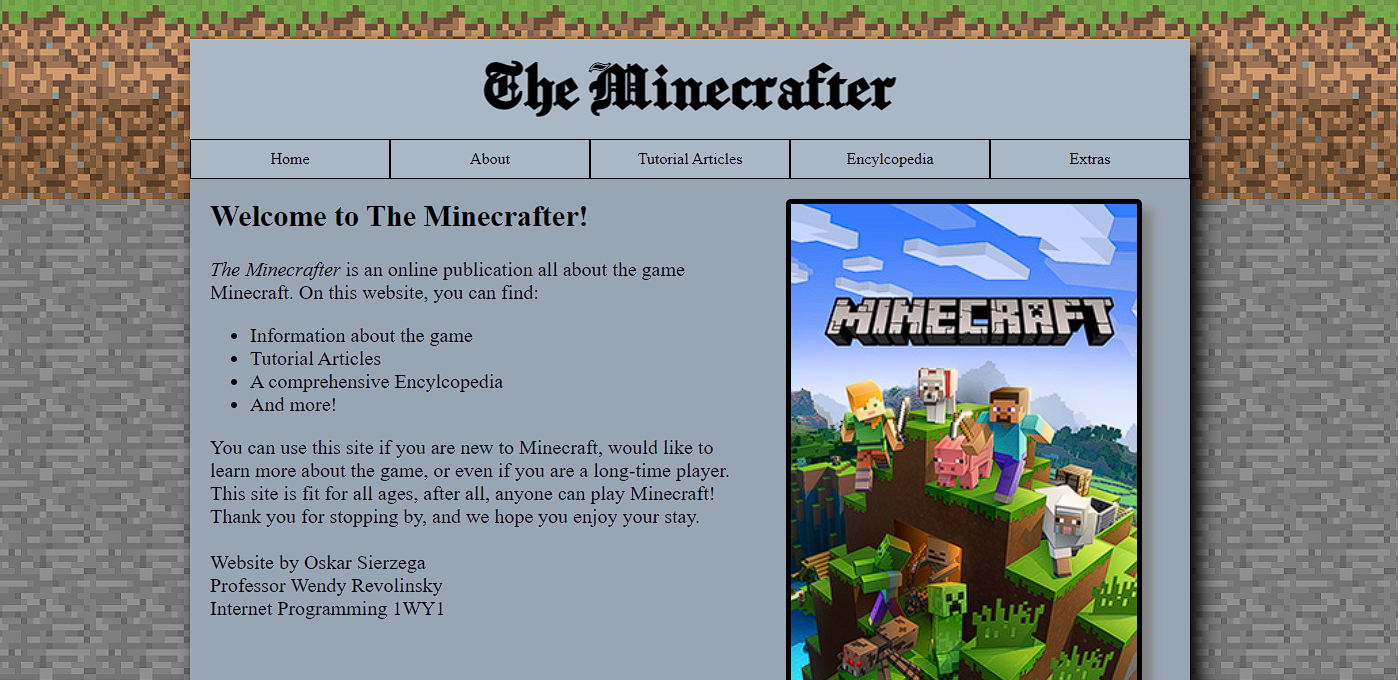 The Minecrafter
Home
About
Tutorial Articles
Encylcopedia
Extras
Welcome to The Minecrafter!
The Minecrafter is an online publication all about the game
Minecraft. On this website, you can find:
Information about the game
Tutorial Articles
A comprehensive Encylcopedia
And more!
You can use this site if you are new to Minecraft, would like to
learn more about the game, or even if you are a long-time player.
This site is fit for all ages, after all, anyone can play Minecraft!
Thank you for stopping by, and we hope you enjoy your stay.
Website by Oskar Sierzega
Professor Wendy Revolinsky
Internet Programming 1WY1
MINECRAFT